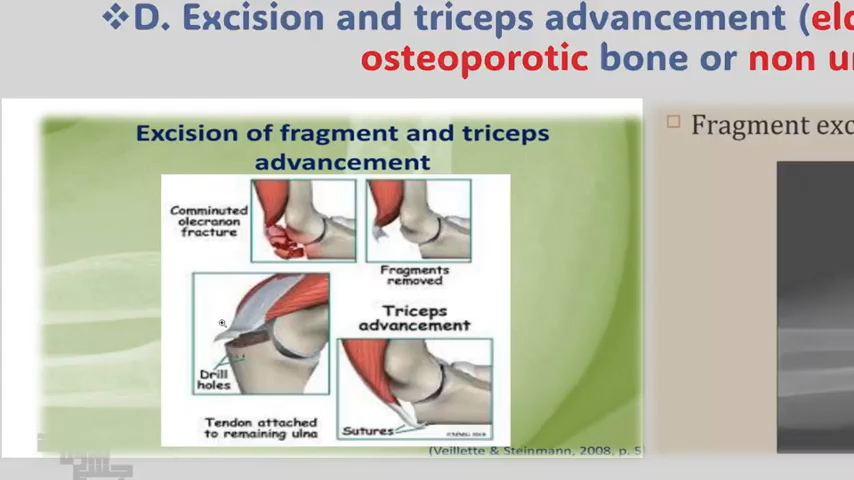 ❖D. Excision and triceps advancement (
osteoporotic bone or non
Excision of fragment and triceps
advancement
Comminuted
olecranon
fracture
Fragments
removed
Triceps
advancement
Drill
holes
Tendon attached
to remaining ulna
Sutures
(Veillette & Steinmann, 2008, p. 5
Fragment exc